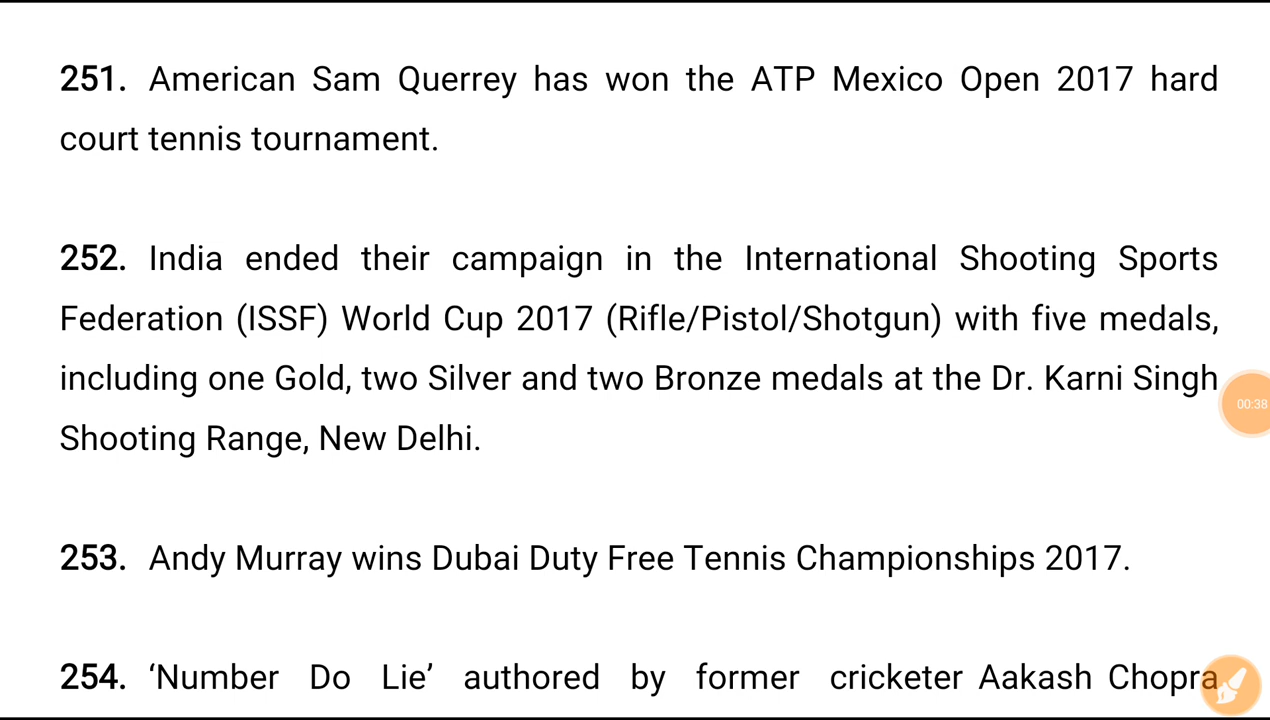 251. American Sam Querrey has won the ATP Mexico Open 2017 hard
court tennis tournament.
252. India ended their campaign in the International Shooting Sports
Federation (ISSF) World Cup 2017 (Rifle/Pistol/Shotgun) with five medals,
including one Gold, two Silver and two Bronze medals at the Dr. Karni Singh
00:38
Shooting Range, New Delhi.
253. Andy Murray wins Dubai Duty Free Tennis Championships 2017.
254. ‘Number Do Lie’ authored by former cricketer Aakash Chopra